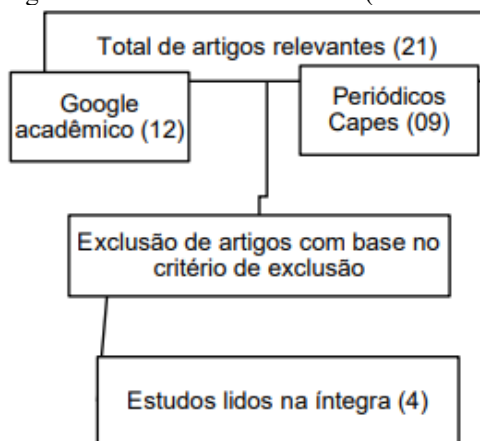 Total de artigos relevantes (21)
Google
acadêmico (12)
Periódicos
Capes (09)
Exclusão de artigos com base no
critério de exclusão
Estudos lidos na íntegra (4)